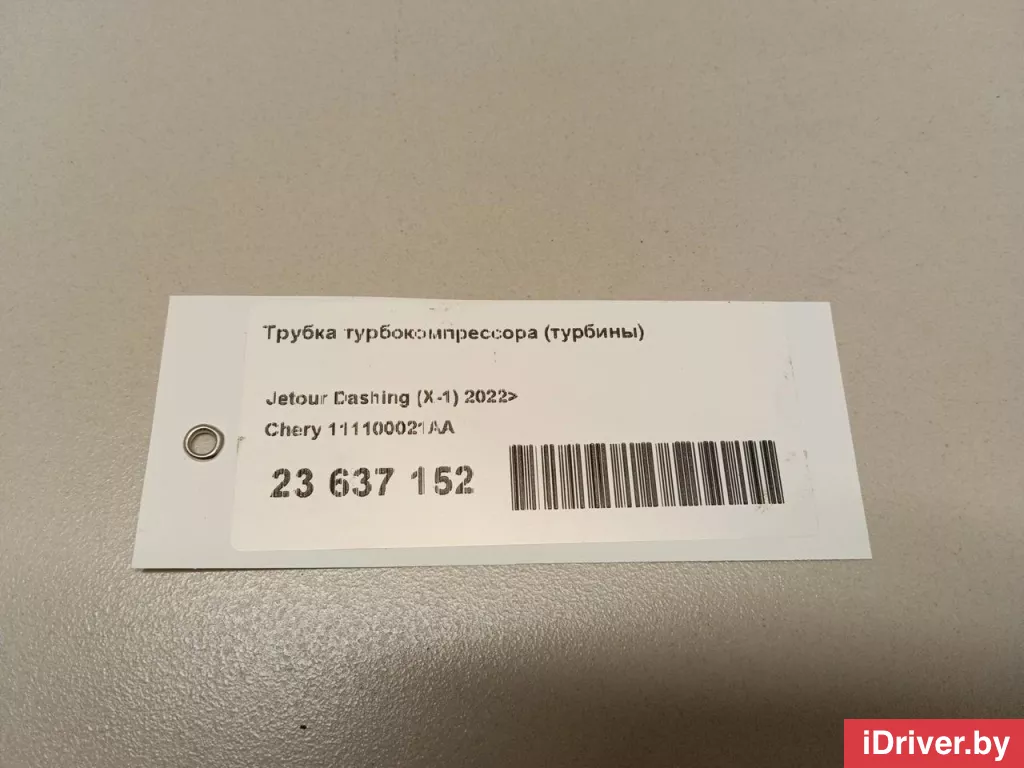 Трубка турбокомпрессора (турбины)
Jetour Dashing (X-1) 2022>
Chery 111100021AA
23 637 152
iDriver.by